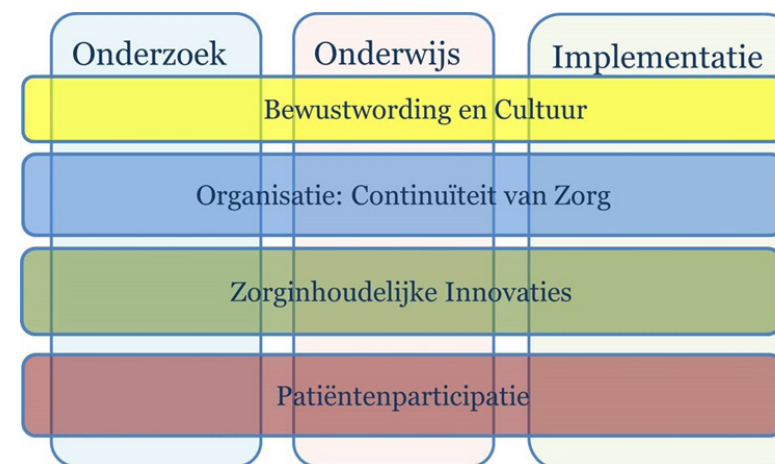 Onderzoek
Onderwijs
Implementatie
Bewustwording en Cultuur
Organisatie: Continuïteit van Zorg
Zorginhoudelijke Innovaties
Patiëntenparticipatie